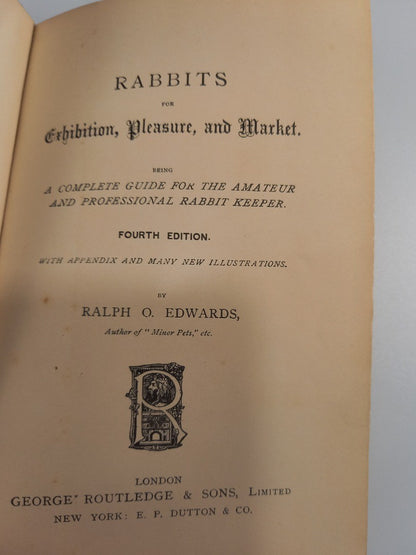 RABBITS
FOR
Exhibition, Pleasure, and Market.
BEING
A COMPLETE GUIDE FOR THE AMATEUR
AND PROFESSIONAL RABBIT KEEPER.
FOURTH EDITION.
WITH APPENDIX AND MANY NEW ILLUSTRATIONS.
BY
RALPH O. EDWARDS,
Author of "Minor Pets," etc.
R
LONDON
GEORGE ROUTLEDGE & SONS, LIMITED
NEW YORK: E. P. DUTTON & CO.